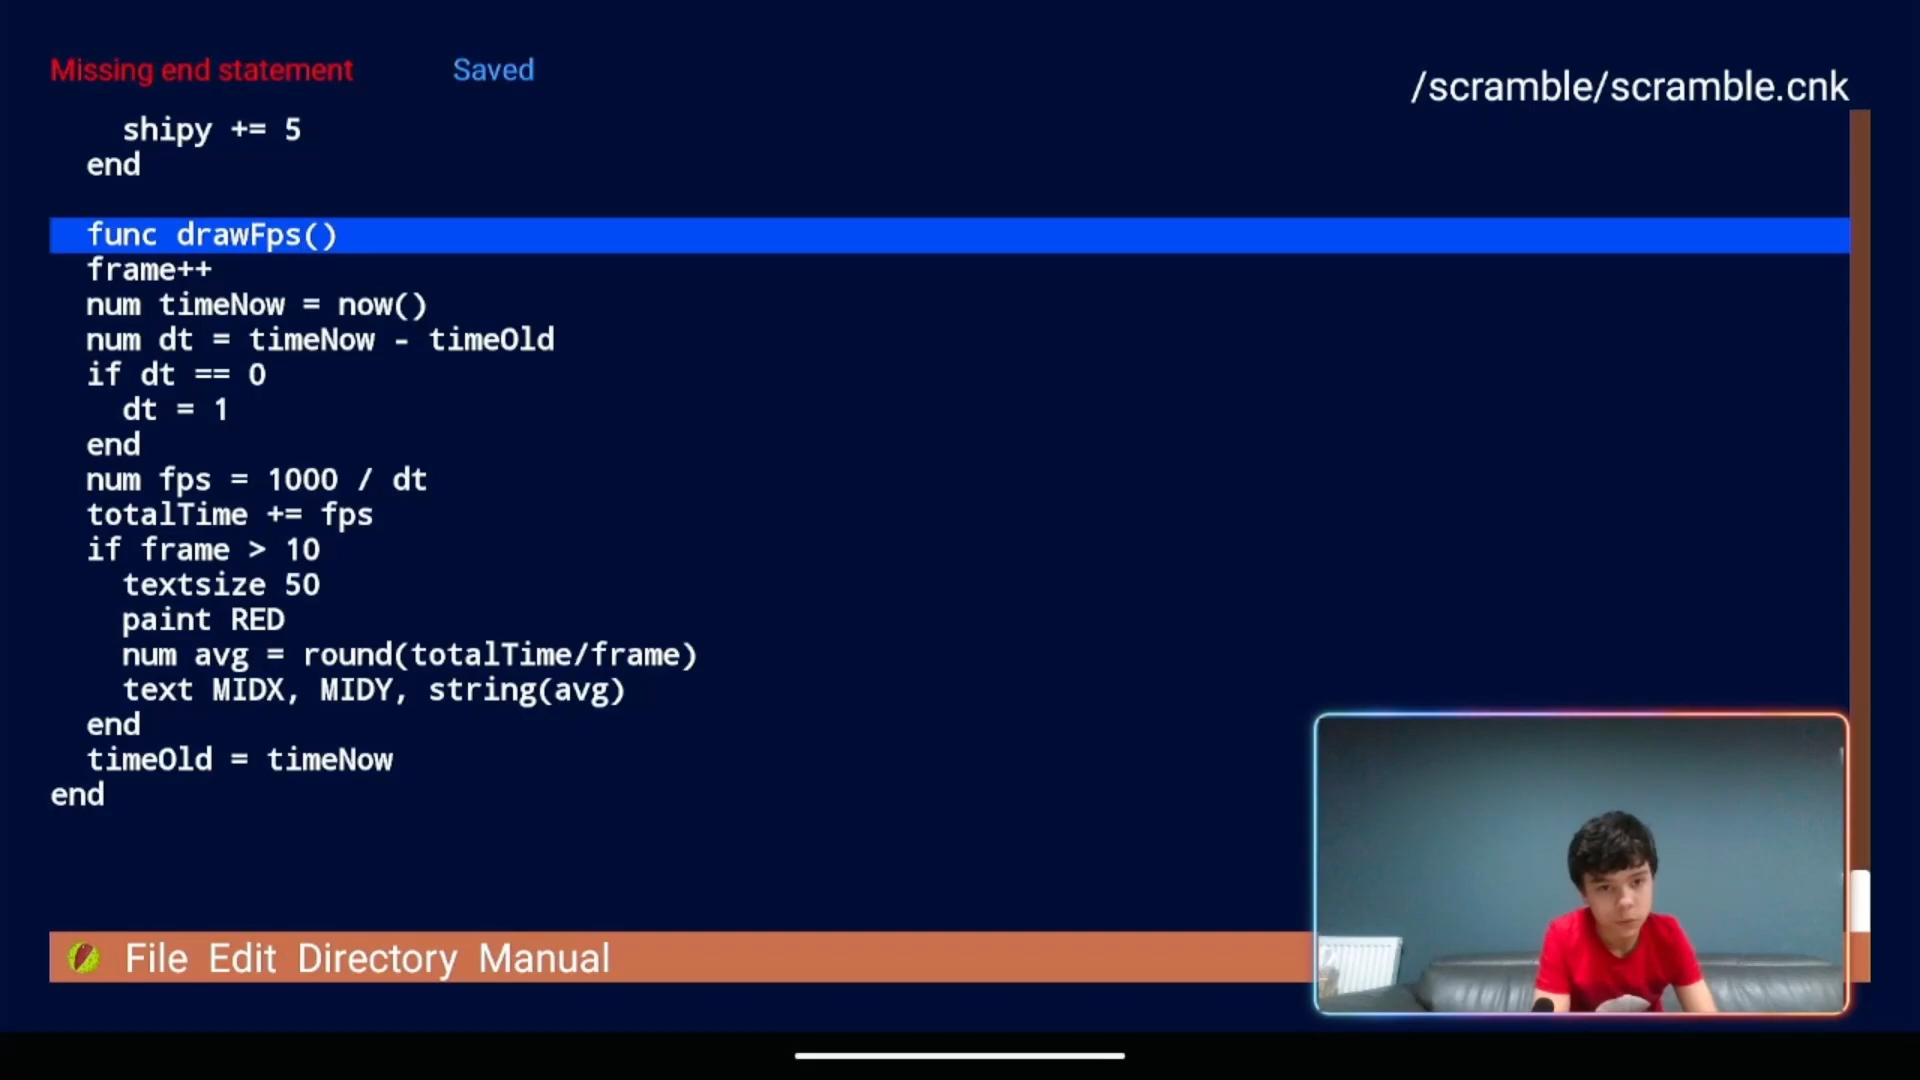 Missing end statement Saved
/scramble/scramble.cnk
shipy += 5
end
func drawFps()
frame++
num timeNow = now()
num dt = timeNow - timeOld
if dt == 0
dt = 1
end
num fps = 1000 / dt
totalTime += fps
if frame > 10
textsize 50
paint RED
num avg = round(totalTime/frame)
text MIDX, MIDY, string(avg)
end
timeOld = timeNow
end
File Edit Directory Manual